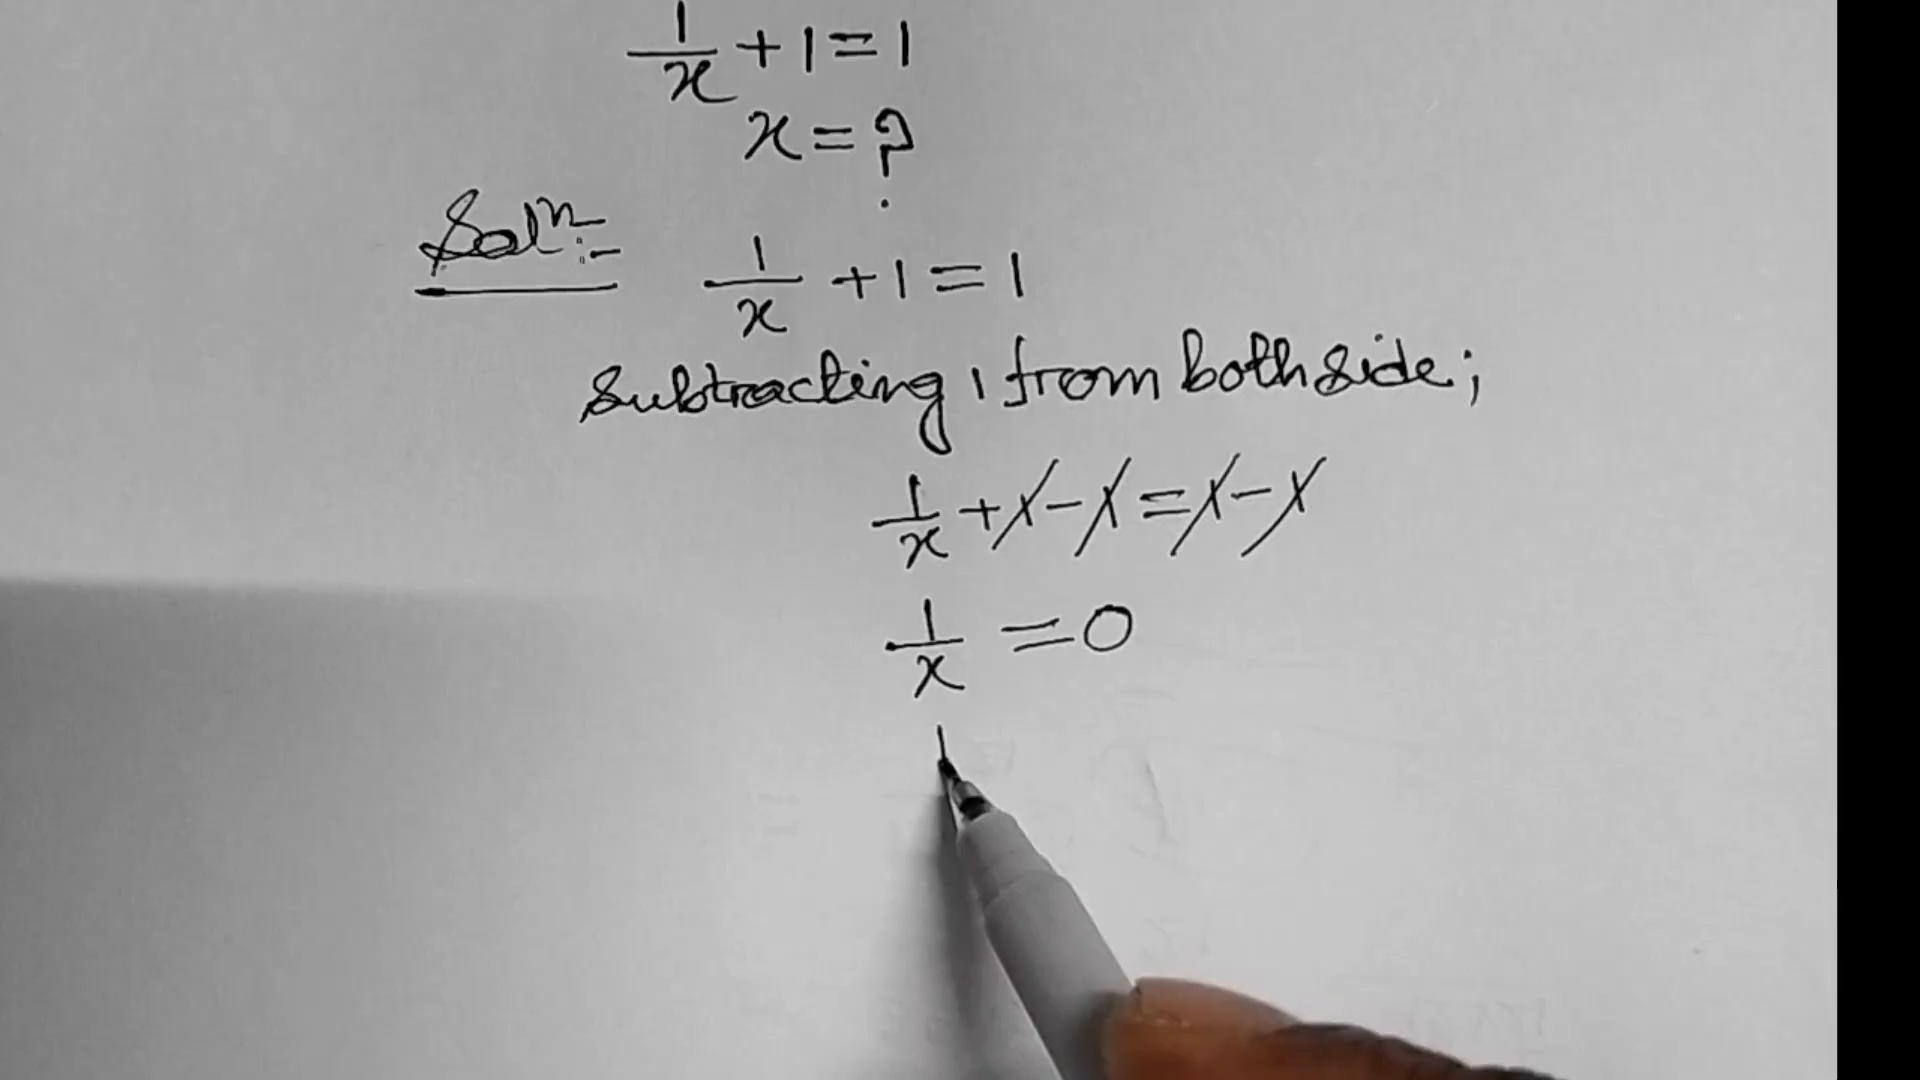 1/x + 1 = 1
x = ?
Solⁿ:- 1/x + 1 = 1
Subtracting 1 from both side;
1/x + 1 - 1 = 1 - 1
1/x = 0
1